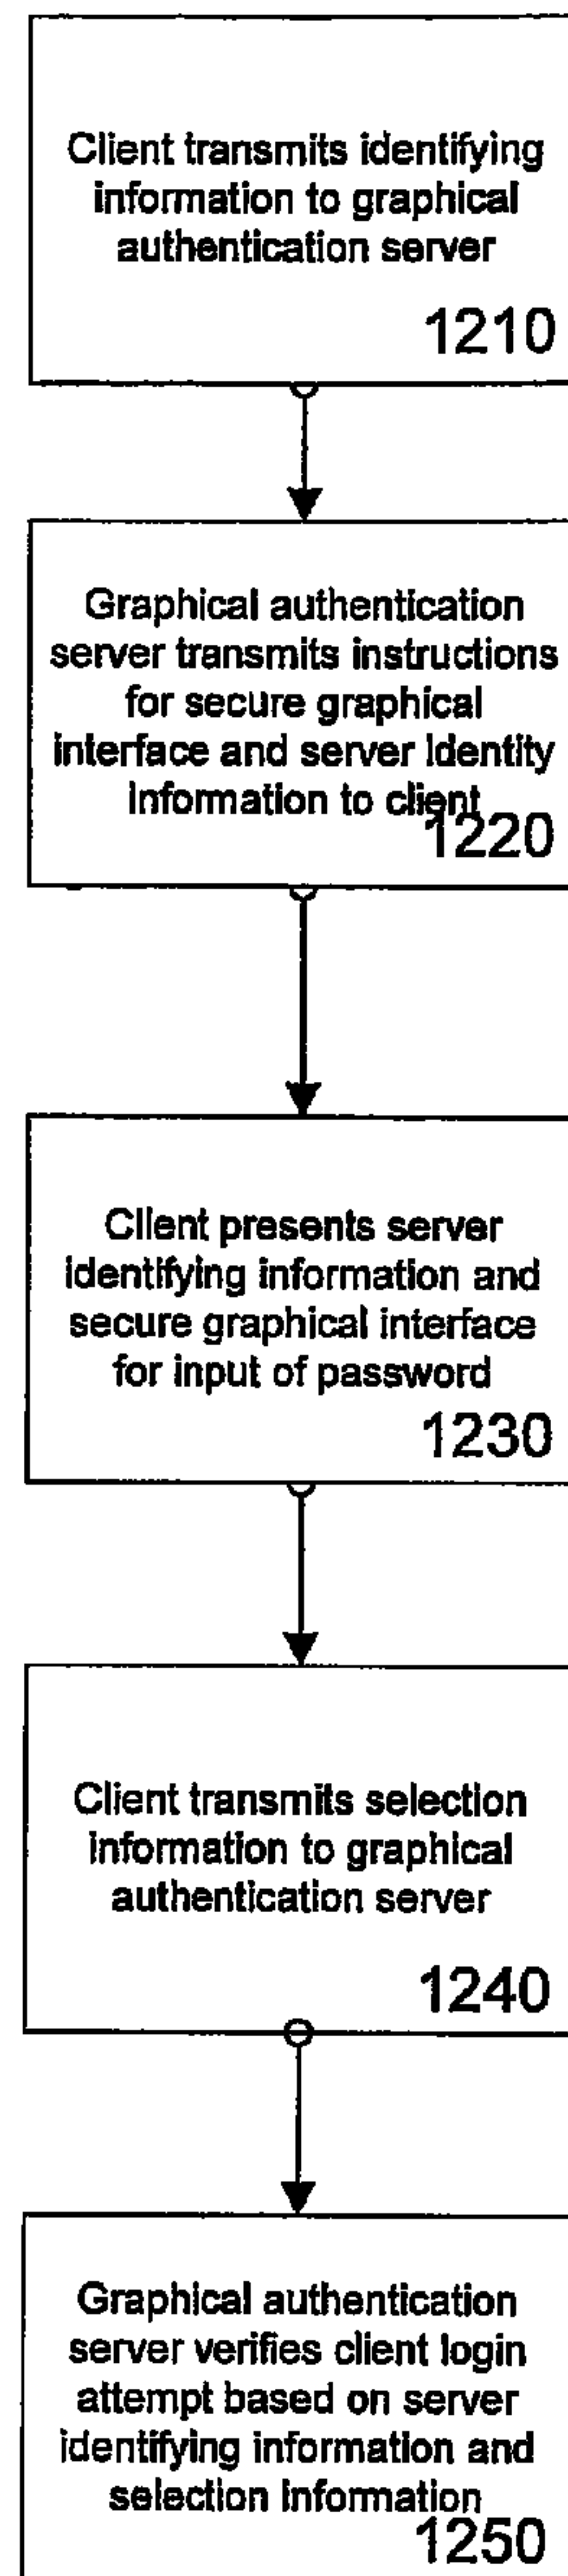 Client transmits identifying
information to graphical
authentication server
1210
Graphical authentication
server transmits instructions
for secure graphical
interface and server identity
information to client
1220
Client presents server
identifying information and
secure graphical interface
for input of password
1230
Client transmits selection
information to graphical
authentication server
1240
Graphical authentication
server verifies client login
attempt based on server
identifying information and
selection information
1250